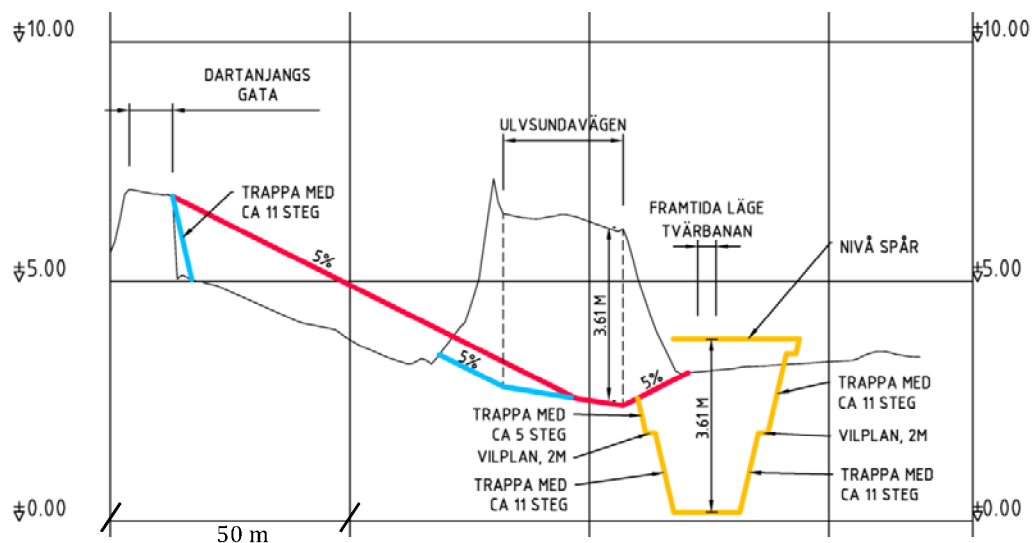 ±10.00
±10.00
DARTANJANGS
GATA
ULVSUNDAVÄGEN
TRAPPA MED
CA 11 STEG
FRAMTIDA LÄGE
TVÄRBANAN
NIVÅ SPÅR
5%
±5.00
±5.00
3.61 M
5%
5%
TRAPPA MED
CA 11 STEG
TRAPPA MED
CA 5 STEG
3.61 M
VILPLAN, 2M
VILPLAN, 2M
TRAPPA MED
CA 11 STEG
TRAPPA MED
CA 11 STEG
±0.00
±0.00
50 m